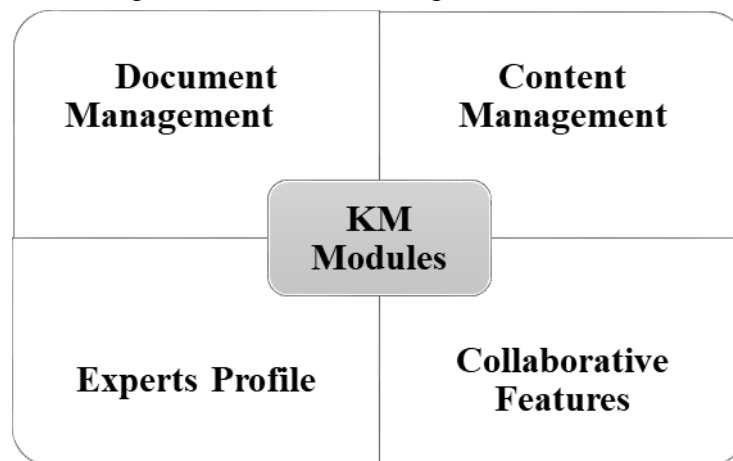 Document
Management
Content
Management
KM
Modules
Experts Profile
Collaborative
Features